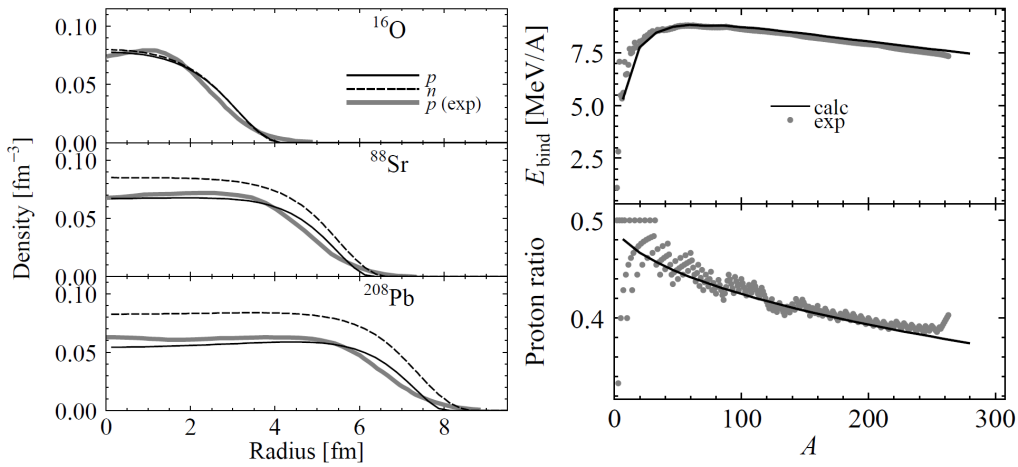 0.10
0.05
0.00
¹⁶O
p
n
p (exp)
0.10
0.05
0.00
⁸⁸Sr
0.10
0.05
0.00
²⁰⁸Pb
0 2 4 6 8
Radius [fm]
Density [fm⁻³]
7.5
5.0
2.5
E_bind [MeV/A]
calc
exp
0.5
0.4
Proton ratio
0 100 200 300
A